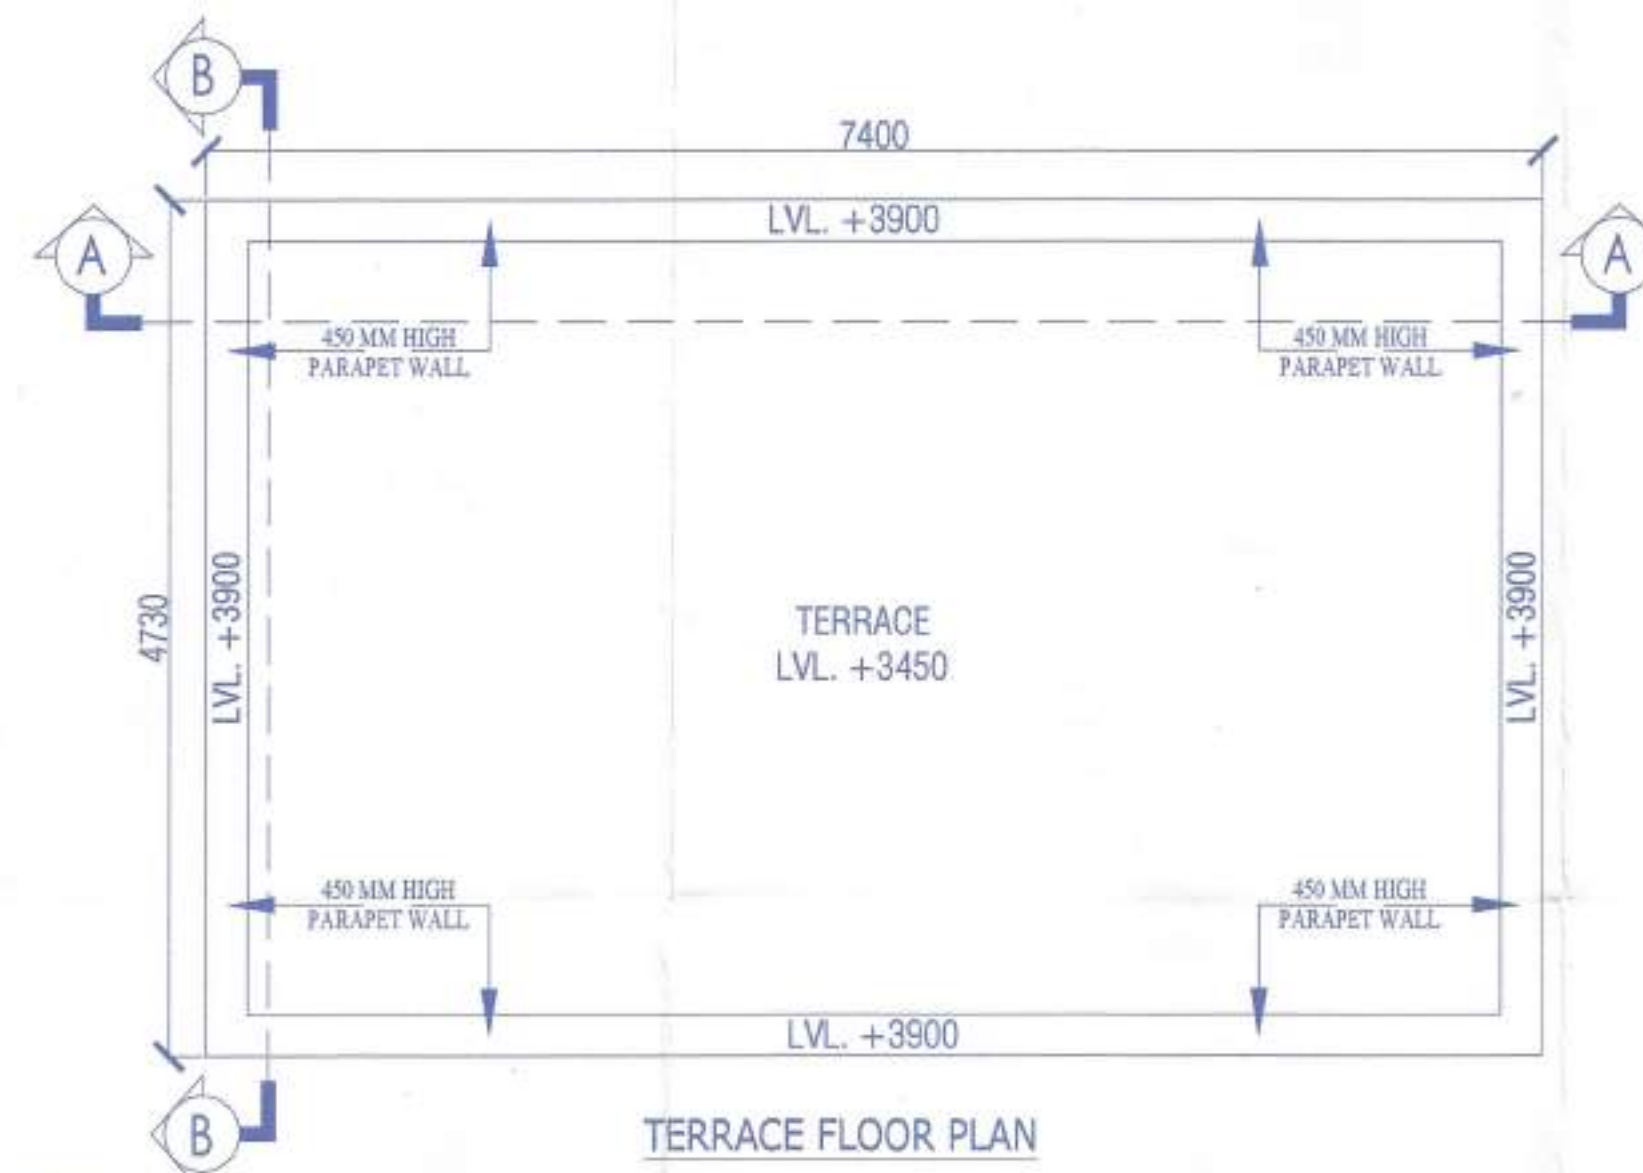 B
7400
LVL. +3900
A
A
450 MM HIGH
PARAPET WALL
450 MM HIGH
PARAPET WALL
LVL. +3900
4730
TERRACE
LVL. +3450
LVL. +3900
450 MM HIGH
PARAPET WALL
450 MM HIGH
PARAPET WALL
LVL. +3900
B
TERRACE FLOOR PLAN